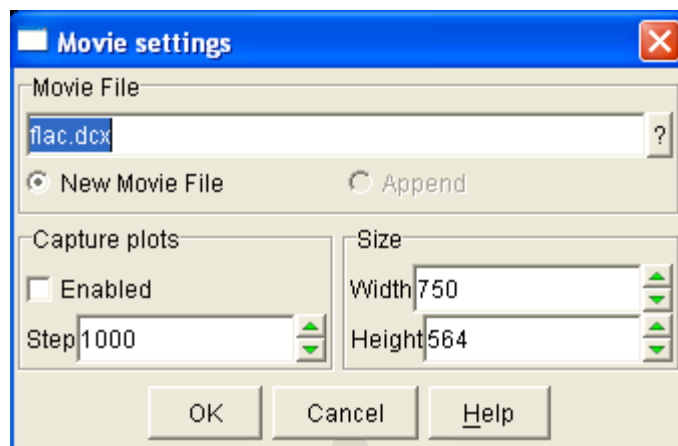 Movie settings
Movie File
flac.dcx ?
New Movie File Append
Capture plots Size
Enabled Width 750
Step 1000 Height 564
OK Cancel Help